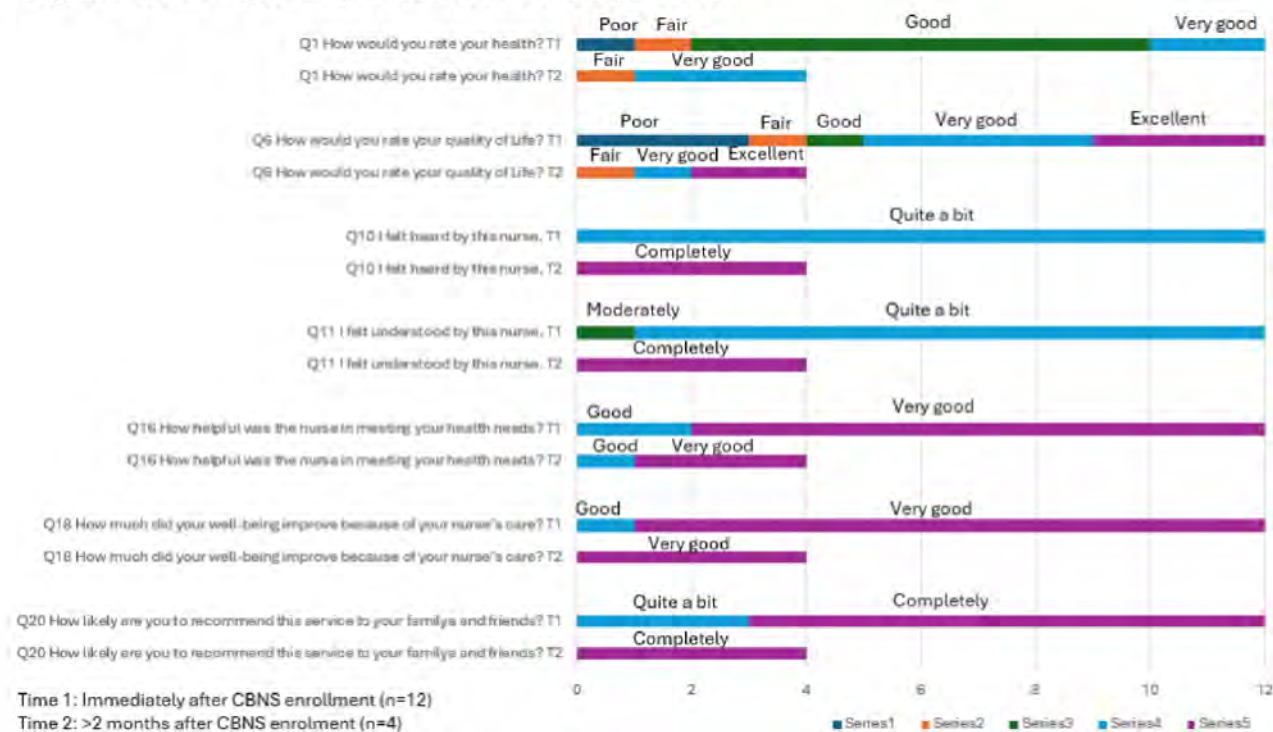 Poor Fair Good Very good
Q1 How would you rate your health? T1
Fair Very good
Q1 How would you rate your health? T2
Poor Fair Good Very good Excellent
Q6 How would you rate your quality of Life? T1
Fair Very good Excellent
Q6 How would you rate your quality of Life? T2
Quite a bit
Q10 I felt heard by this nurse. T1
Completely
Q10 I felt heard by this nurse. T2
Moderately Quite a bit
Q11 I felt understood by this nurse. T1
Completely
Q11 I felt understood by this nurse. T2
Good Very good
Q16 How helpful was the nurse in meeting your health needs? T1
Good Very good
Q16 How helpful was the nurse in meeting your health needs? T2
Good Very good
Q18 How much did your well-being improve because of your nurse's care? T1
Very good
Q18 How much did your well-being improve because of your nurse's care? T2
Quite a bit Completely
Q20 How likely are you to recommend this service to your familys and friends? T1
Completely
Q20 How likely are you to recommend this service to your familys and friends? T2
0 2 4 6 8 10 12
Time 1: Immediately after CBNS enrollment (n=12)
Time 2: >2 months after CBNS enrolment (n=4)
Series1 Series2 Series3 Series4 Series5